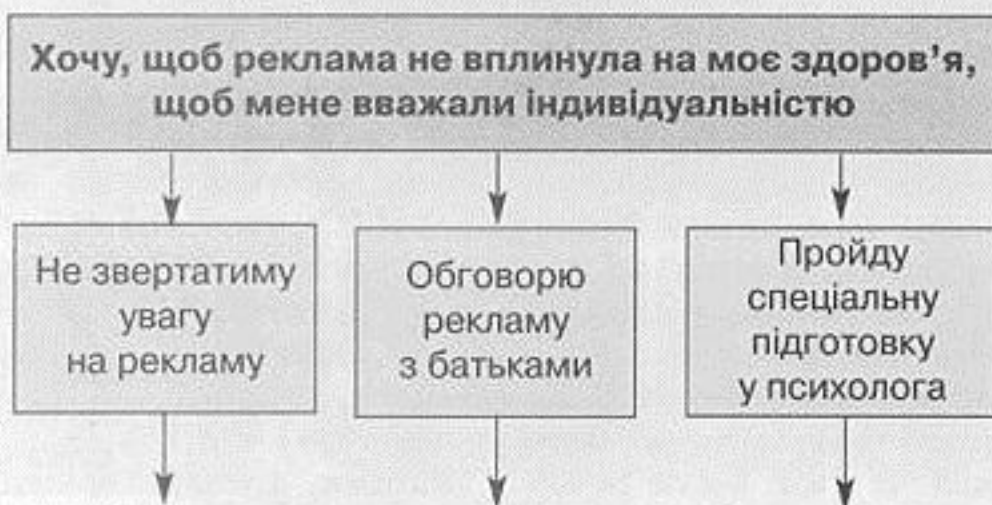 Хочу, щоб реклама не вплинула на моє здоров’я,
щоб мене вважали індивідуальністю
Не звертатиму
увагу
на рекламу
Обговорю
рекламу
з батьками
Пройду
спеціальну
підготовку
у психолога